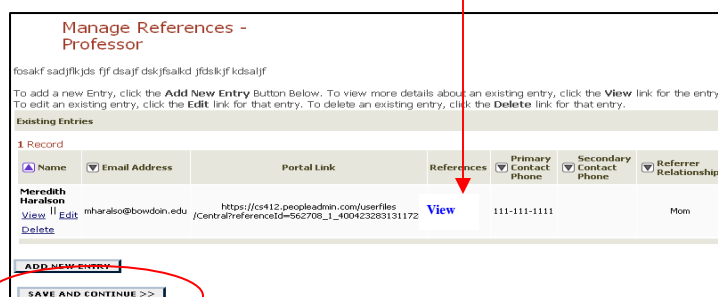 Manage References -
Professor
fosakf sadjflkjds fjf dsajf dskjfsalkd jfdslkjf kdsaljf
To add a new Entry, click the Add New Entry Button Below. To view more details about an existing entry, click the View link for the entry
To edit an existing entry, click the Edit link for that entry. To delete an existing entry, click the Delete link for that entry.
Existing Entries
1 Record
Name Email Address Portal Link References Primary Contact Phone Secondary Contact Phone Referrer Relationship
Meredith
Haralson
View || Edit
Delete
mharalso@bowdoin.edu
https://cs412.peopleadmin.com/userfiles
/Central?referenceId=562708_1_400423283131172
View
111-111-1111
Mom
ADD NEW ENTRY
SAVE AND CONTINUE >>